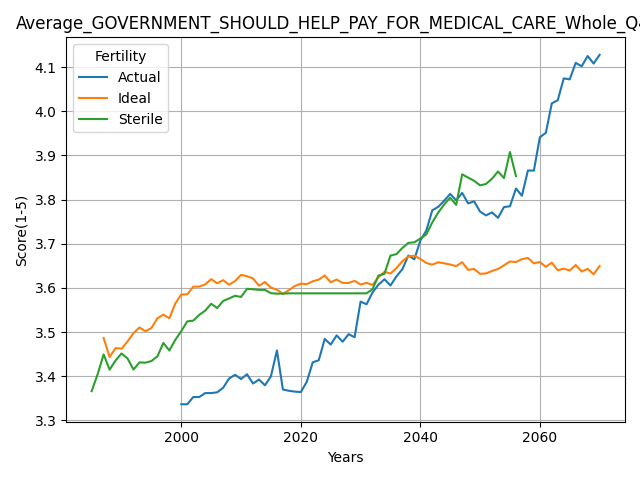 Average_GOVERNMENT_SHOULD_HELP_PAY_FOR_MEDICAL_CARE_Whole_Q4
Fertility
Actual
Ideal
Sterile
4.1
4.0
3.9
3.8
3.7
3.6
3.5
3.4
3.3
Score(1-5)
2000 2020 2040 2060
Years